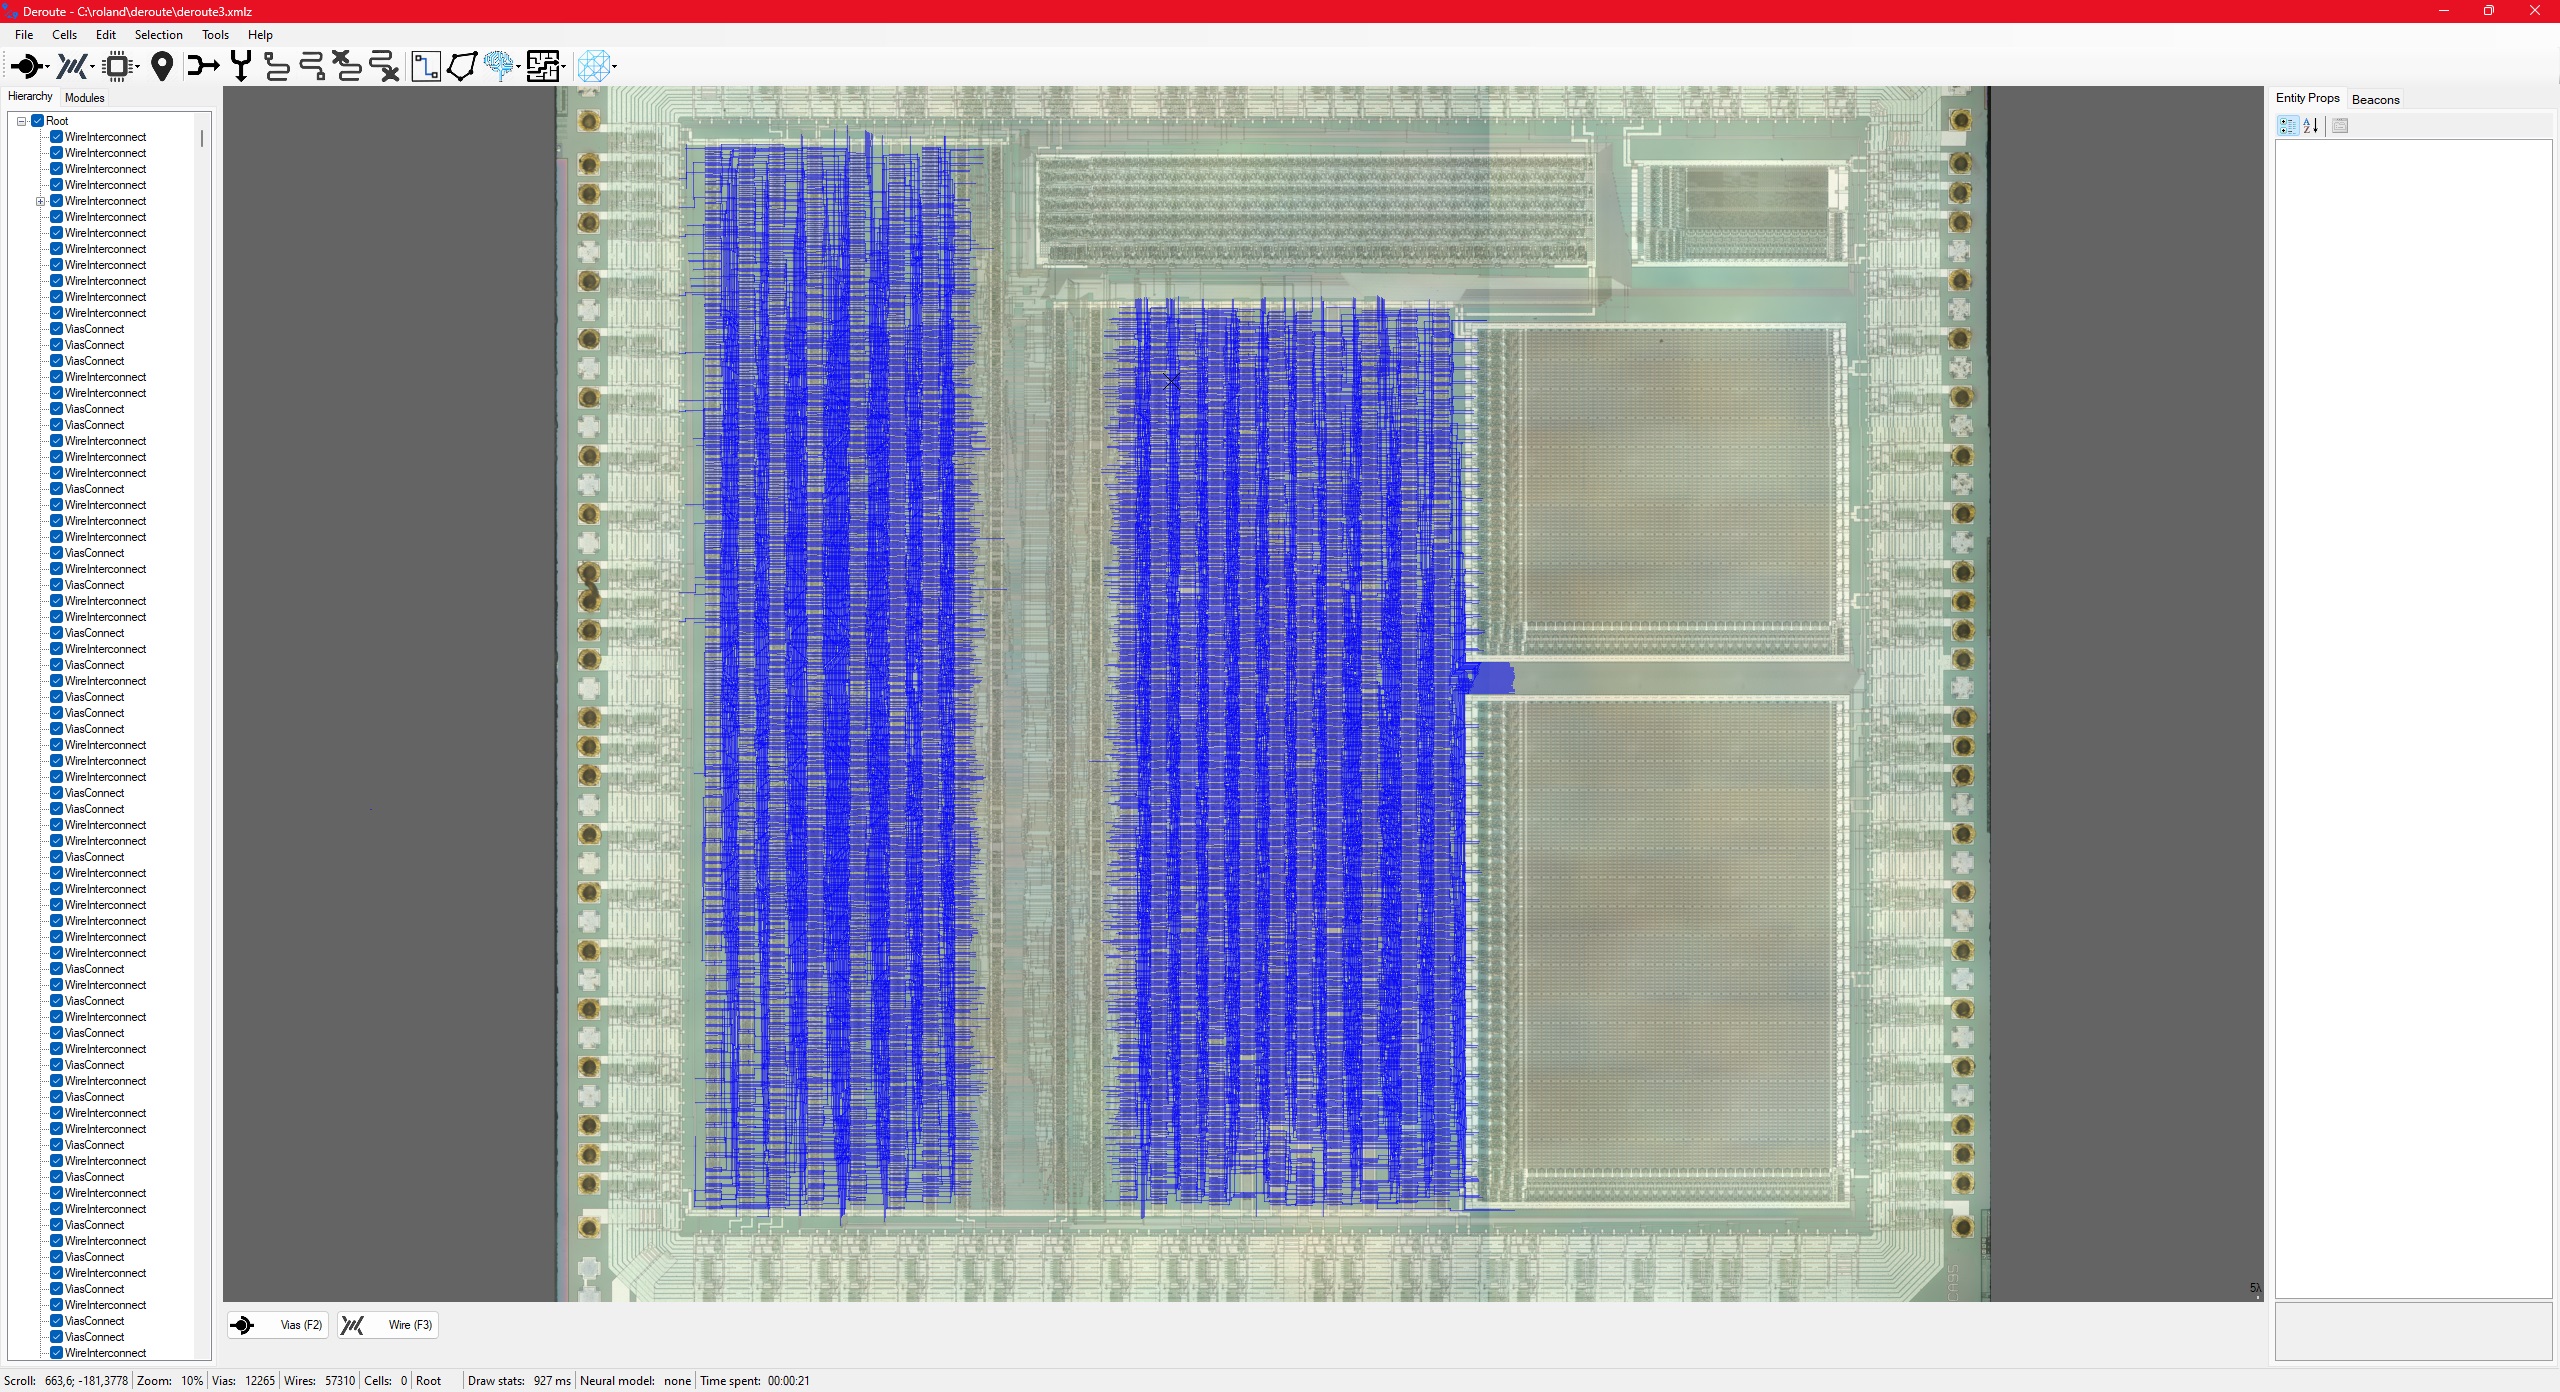 Deroute - C:\roland\deroute\deroute3.xmlz
File Cells Edit Selection Tools Help
Hierarchy Modules
Root
WireInterconnect
WireInterconnect
WireInterconnect
WireInterconnect
WireInterconnect
WireInterconnect
WireInterconnect
WireInterconnect
WireInterconnect
WireInterconnect
WireInterconnect
WireInterconnect
ViasConnect
ViasConnect
ViasConnect
WireInterconnect
WireInterconnect
ViasConnect
ViasConnect
WireInterconnect
WireInterconnect
WireInterconnect
ViasConnect
WireInterconnect
WireInterconnect
WireInterconnect
ViasConnect
WireInterconnect
ViasConnect
WireInterconnect
WireInterconnect
ViasConnect
WireInterconnect
ViasConnect
WireInterconnect
ViasConnect
ViasConnect
ViasConnect
WireInterconnect
WireInterconnect
WireInterconnect
ViasConnect
ViasConnect
WireInterconnect
WireInterconnect
ViasConnect
WireInterconnect
WireInterconnect
WireInterconnect
WireInterconnect
WireInterconnect
WireInterconnect
ViasConnect
WireInterconnect
ViasConnect
WireInterconnect
ViasConnect
WireInterconnect
ViasConnect
WireInterconnect
ViasConnect
WireInterconnect
WireInterconnect
ViasConnect
WireInterconnect
ViasConnect
WireInterconnect
WireInterconnect
ViasConnect
WireInterconnect
ViasConnect
WireInterconnect
ViasConnect
WireInterconnect
ViasConnect
ViasConnect
WireInterconnect
5λ
Vias (F2) Wire (F3)
Entity Props Beacons
Scroll: 663,6; -181,3778 Zoom: 10% Vias: 12265 Wires: 57310 Cells: 0 Root Draw stats: 927 ms Neural model: none Time spent: 00:00:21